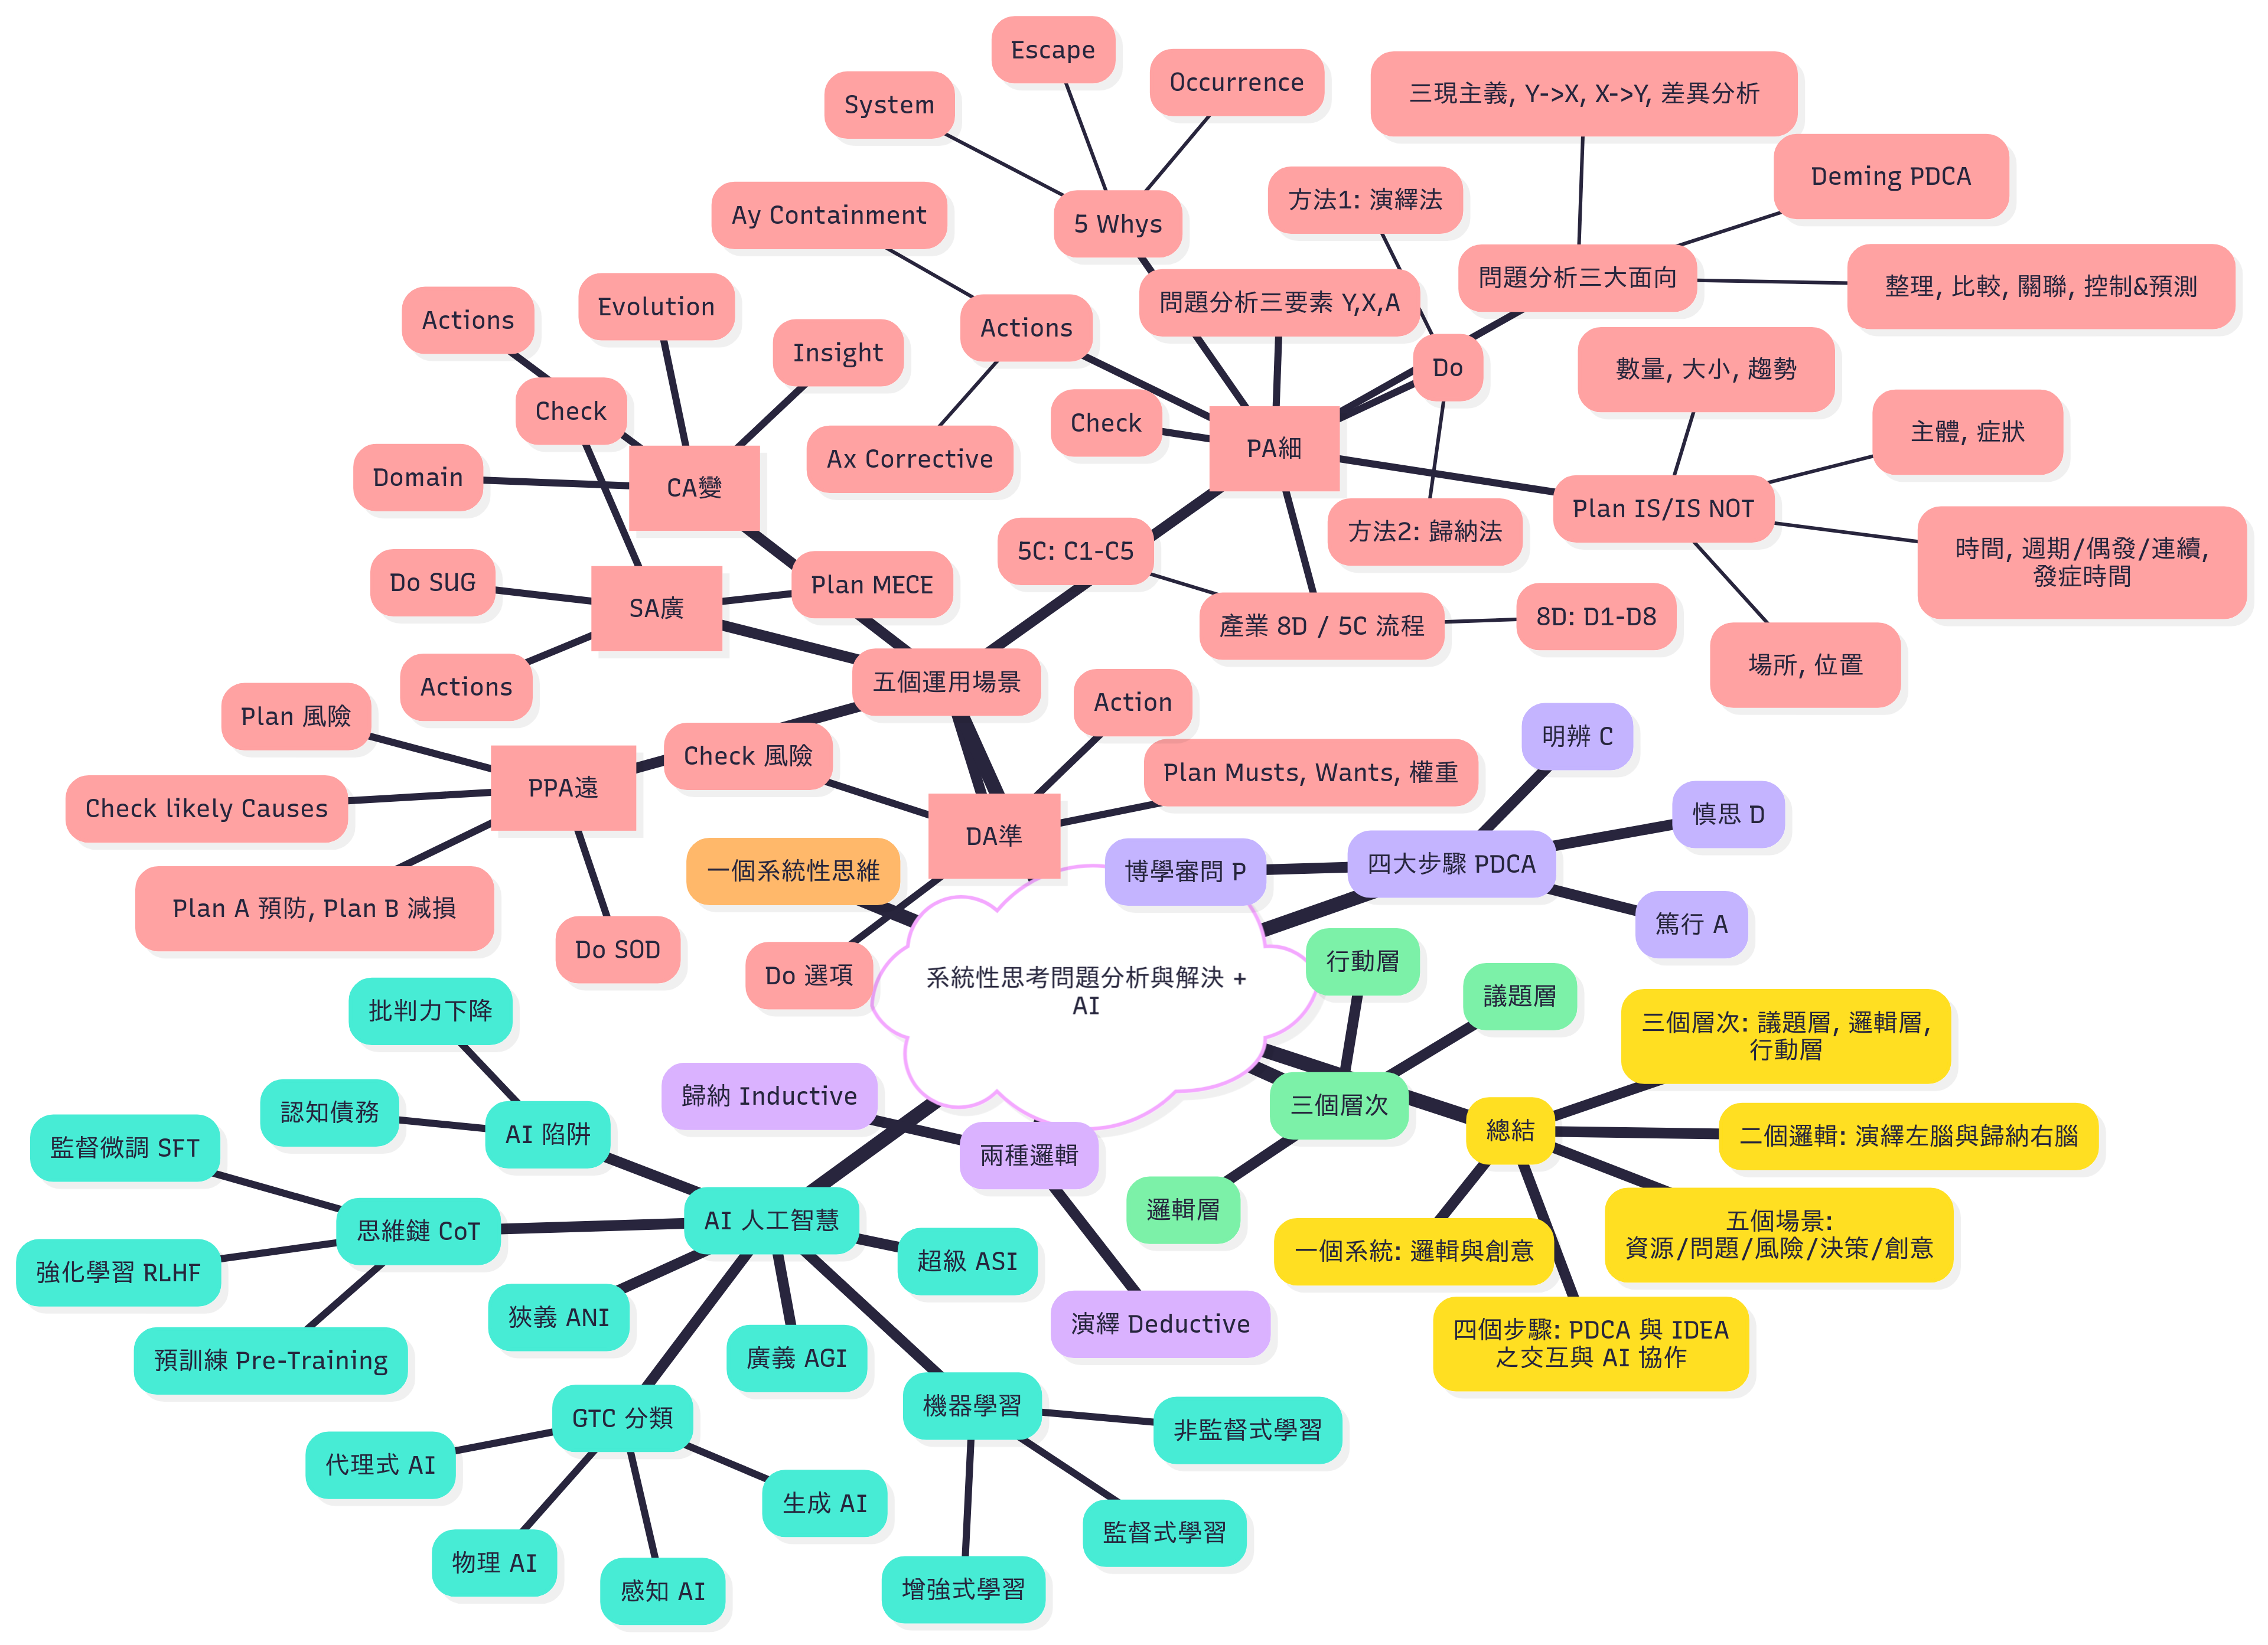 Escape
Occurrence
System
三現主義, Y->X, X->Y, 差異分析
Deming PDCA
Ay Containment
5 Whys
方法1: 演繹法
問題分析三大面向
整理, 比較, 關聯, 控制&預測
Actions
Evolution
Insight
Actions
問題分析三要素 Y,X,A
Do
數量, 大小, 趨勢
Check
Check
PA細
主體, 症狀
Domain
CA變
Ax Corrective
Plan IS/IS NOT
方法2: 歸納法
時間, 週期/偶發/連續,
發症時間
5C: C1-C5
Do SUG
SA廣
Plan MECE
產業 8D / 5C 流程
8D: D1-D8
場所, 位置
Actions
五個運用場景
Action
Plan 風險
Check 風險
Plan Musts, Wants, 權重
明辨 C
PPA遠
Check likely Causes
DA準
慎思 D
一個系統性思維
博學審問 P
四大步驟 PDCA
Plan A 預防, Plan B 減損
Do SOD
Do 選項
篤行 A
系統性思考問題分析與解決 +
AI
行動層
議題層
批判力下降
三個層次: 議題層, 邏輯層,
行動層
認知債務
歸納 Inductive
三個層次
監督微調 SFT
AI 陷阱
兩種邏輯
總結
二個邏輯: 演繹左腦與歸納右腦
思維鏈 CoT
AI 人工智慧
邏輯層
五個場景:
資源/問題/風險/決策/創意
強化學習 RLHF
超級 ASI
一個系統: 邏輯與創意
狹義 ANI
演繹 Deductive
四個步驟: PDCA 與 IDEA
之交互與 AI 協作
預訓練 Pre-Training
廣義 AGI
GTC 分類
機器學習
非監督式學習
代理式 AI
生成 AI
監督式學習
物理 AI
感知 AI
增強式學習